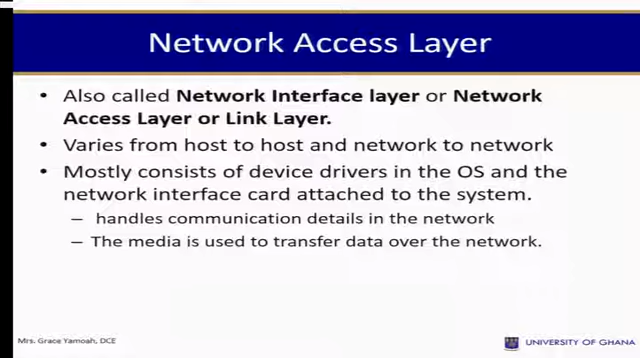 Network Access Layer
• Also called Network Interface layer or Network
Access Layer or Link Layer.
• Varies from host to host and network to network
• Mostly consists of device drivers in the OS and the
network interface card attached to the system.
– handles communication details in the network
– The media is used to transfer data over the network.
Mrs. Grace Yamoah, DCE
UNIVERSITY OF GHANA